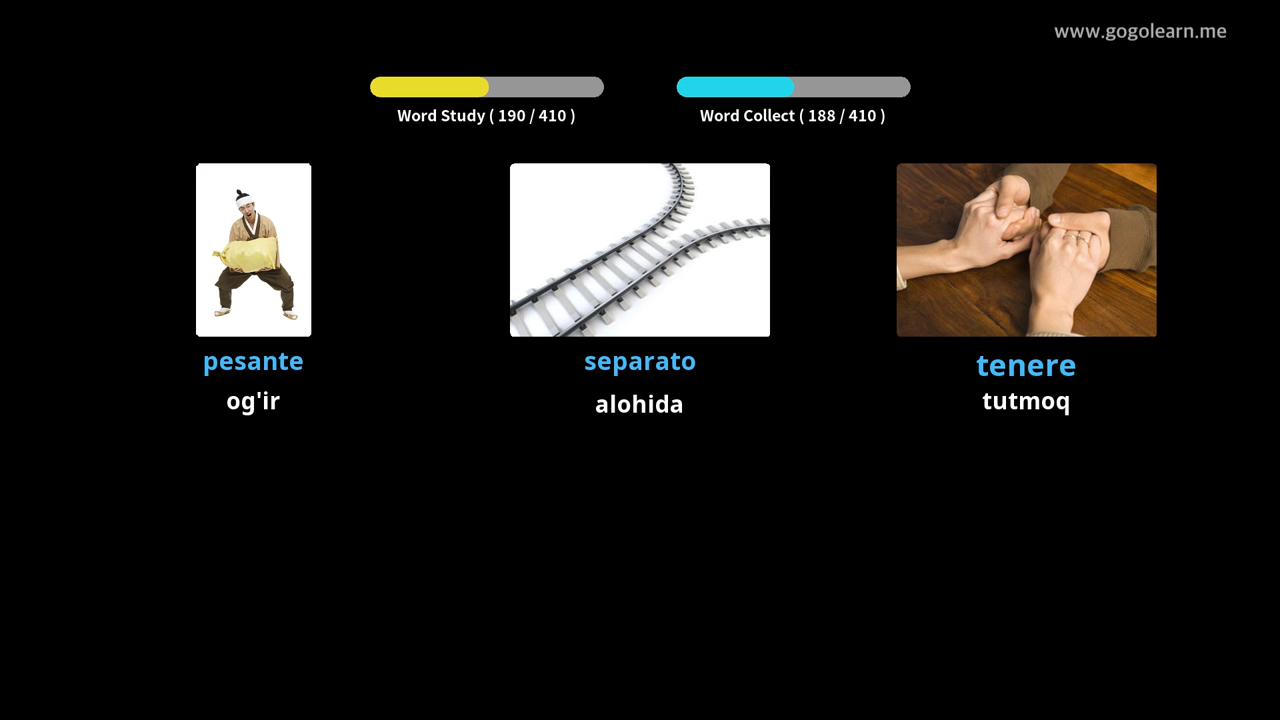 www.gogolearn.me
Word Study ( 190 / 410 )
Word Collect ( 188 / 410 )
pesante
og'ir
separato
alohida
tenere
tutmoq